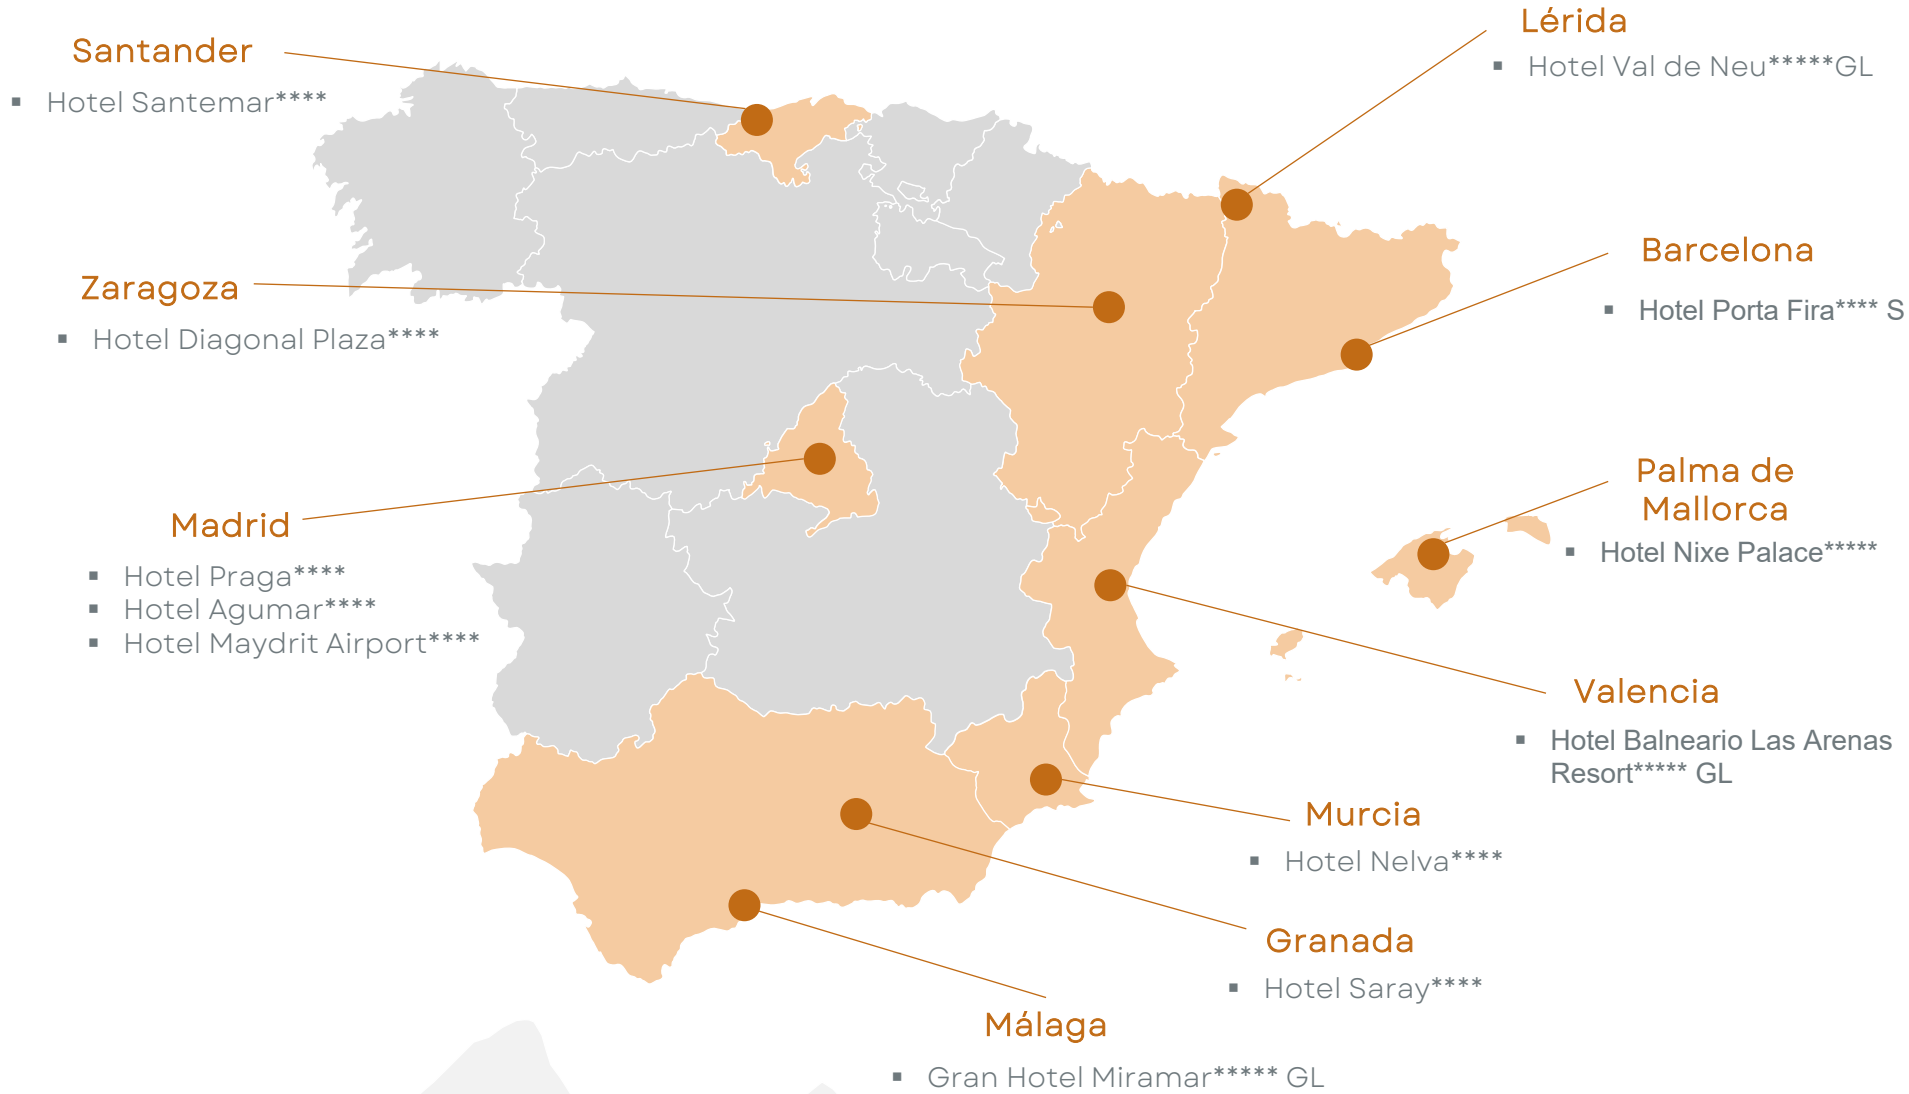 Santander
▪ Hotel Santemar****
Lérida
▪ Hotel Val de Neu*****GL
Zaragoza
▪ Hotel Diagonal Plaza****
Barcelona
▪ Hotel Porta Fira**** S
Madrid
▪ Hotel Praga****
▪ Hotel Agumar****
▪ Hotel Maydrit Airport****
Palma de
Mallorca
▪ Hotel Nixe Palace*****
Valencia
▪ Hotel Balneario Las Arenas
Resort***** GL
Murcia
▪ Hotel Nelva****
Granada
▪ Hotel Saray****
Málaga
▪ Gran Hotel Miramar***** GL